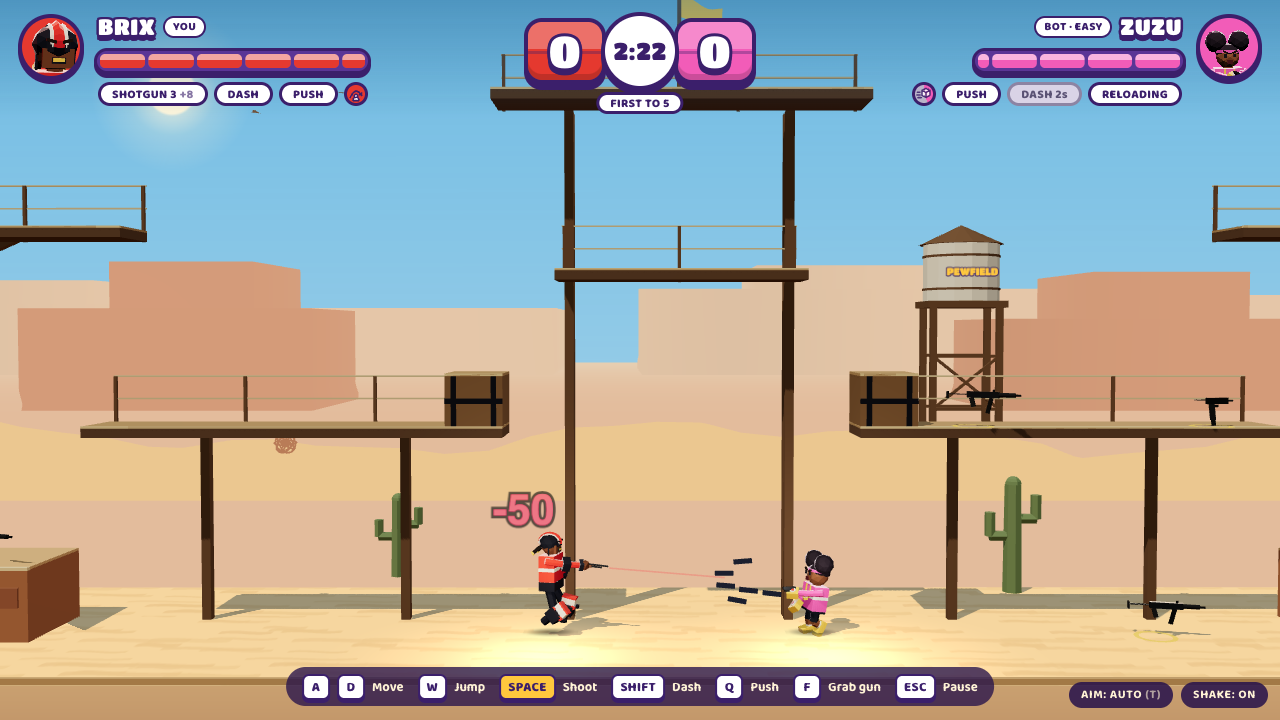 BRIX YOU
0 2:22 0
BOT · EASY ZUZU
SHOTGUN 3 +8 DASH PUSH
FIRST TO 5
PUSH DASH 2s RELOADING
PEWFIELD
-50
A D Move W Jump SPACE Shoot SHIFT Dash Q Push F Grab gun ESC Pause
AIM: AUTO (T) SHAKE: ON